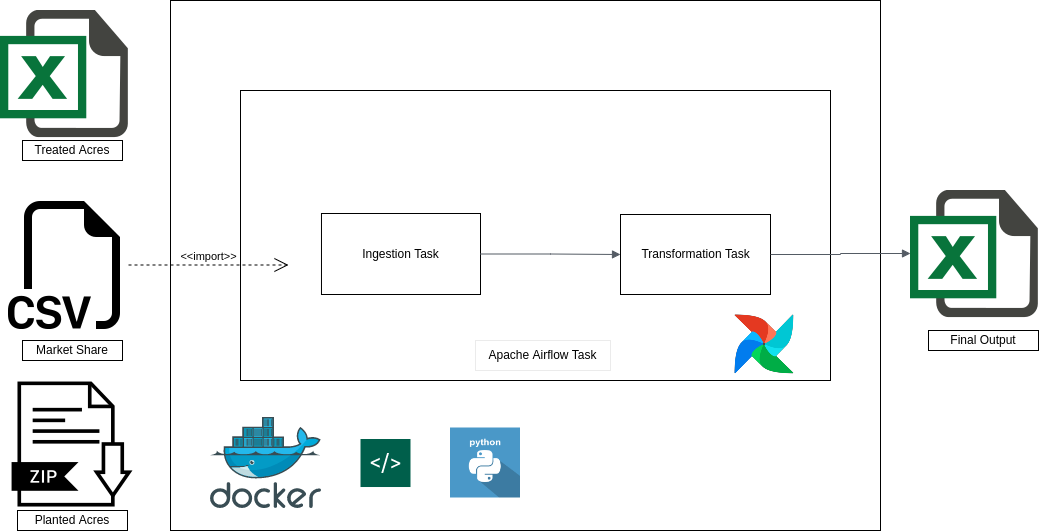 X
Treated Acres
CSV
Market Share
ZIP
Planted Acres
<<import>>
Ingestion Task
Transformation Task
Apache Airflow Task
docker
</>
python
X
Final Output